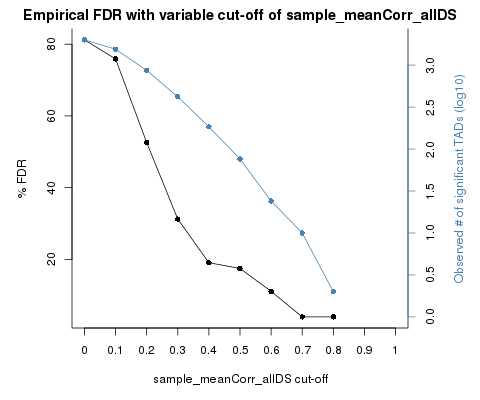 Empirical FDR with variable cut-off of sample_meanCorr_allDS
80
60
40
20
% FDR
3.0
2.5
2.0
1.5
1.0
0.5
0.0
Observed # of significant TADs (log10)
0 0.1 0.2 0.3 0.4 0.5 0.6 0.7 0.8 0.9 1
sample_meanCorr_allDS cut-off